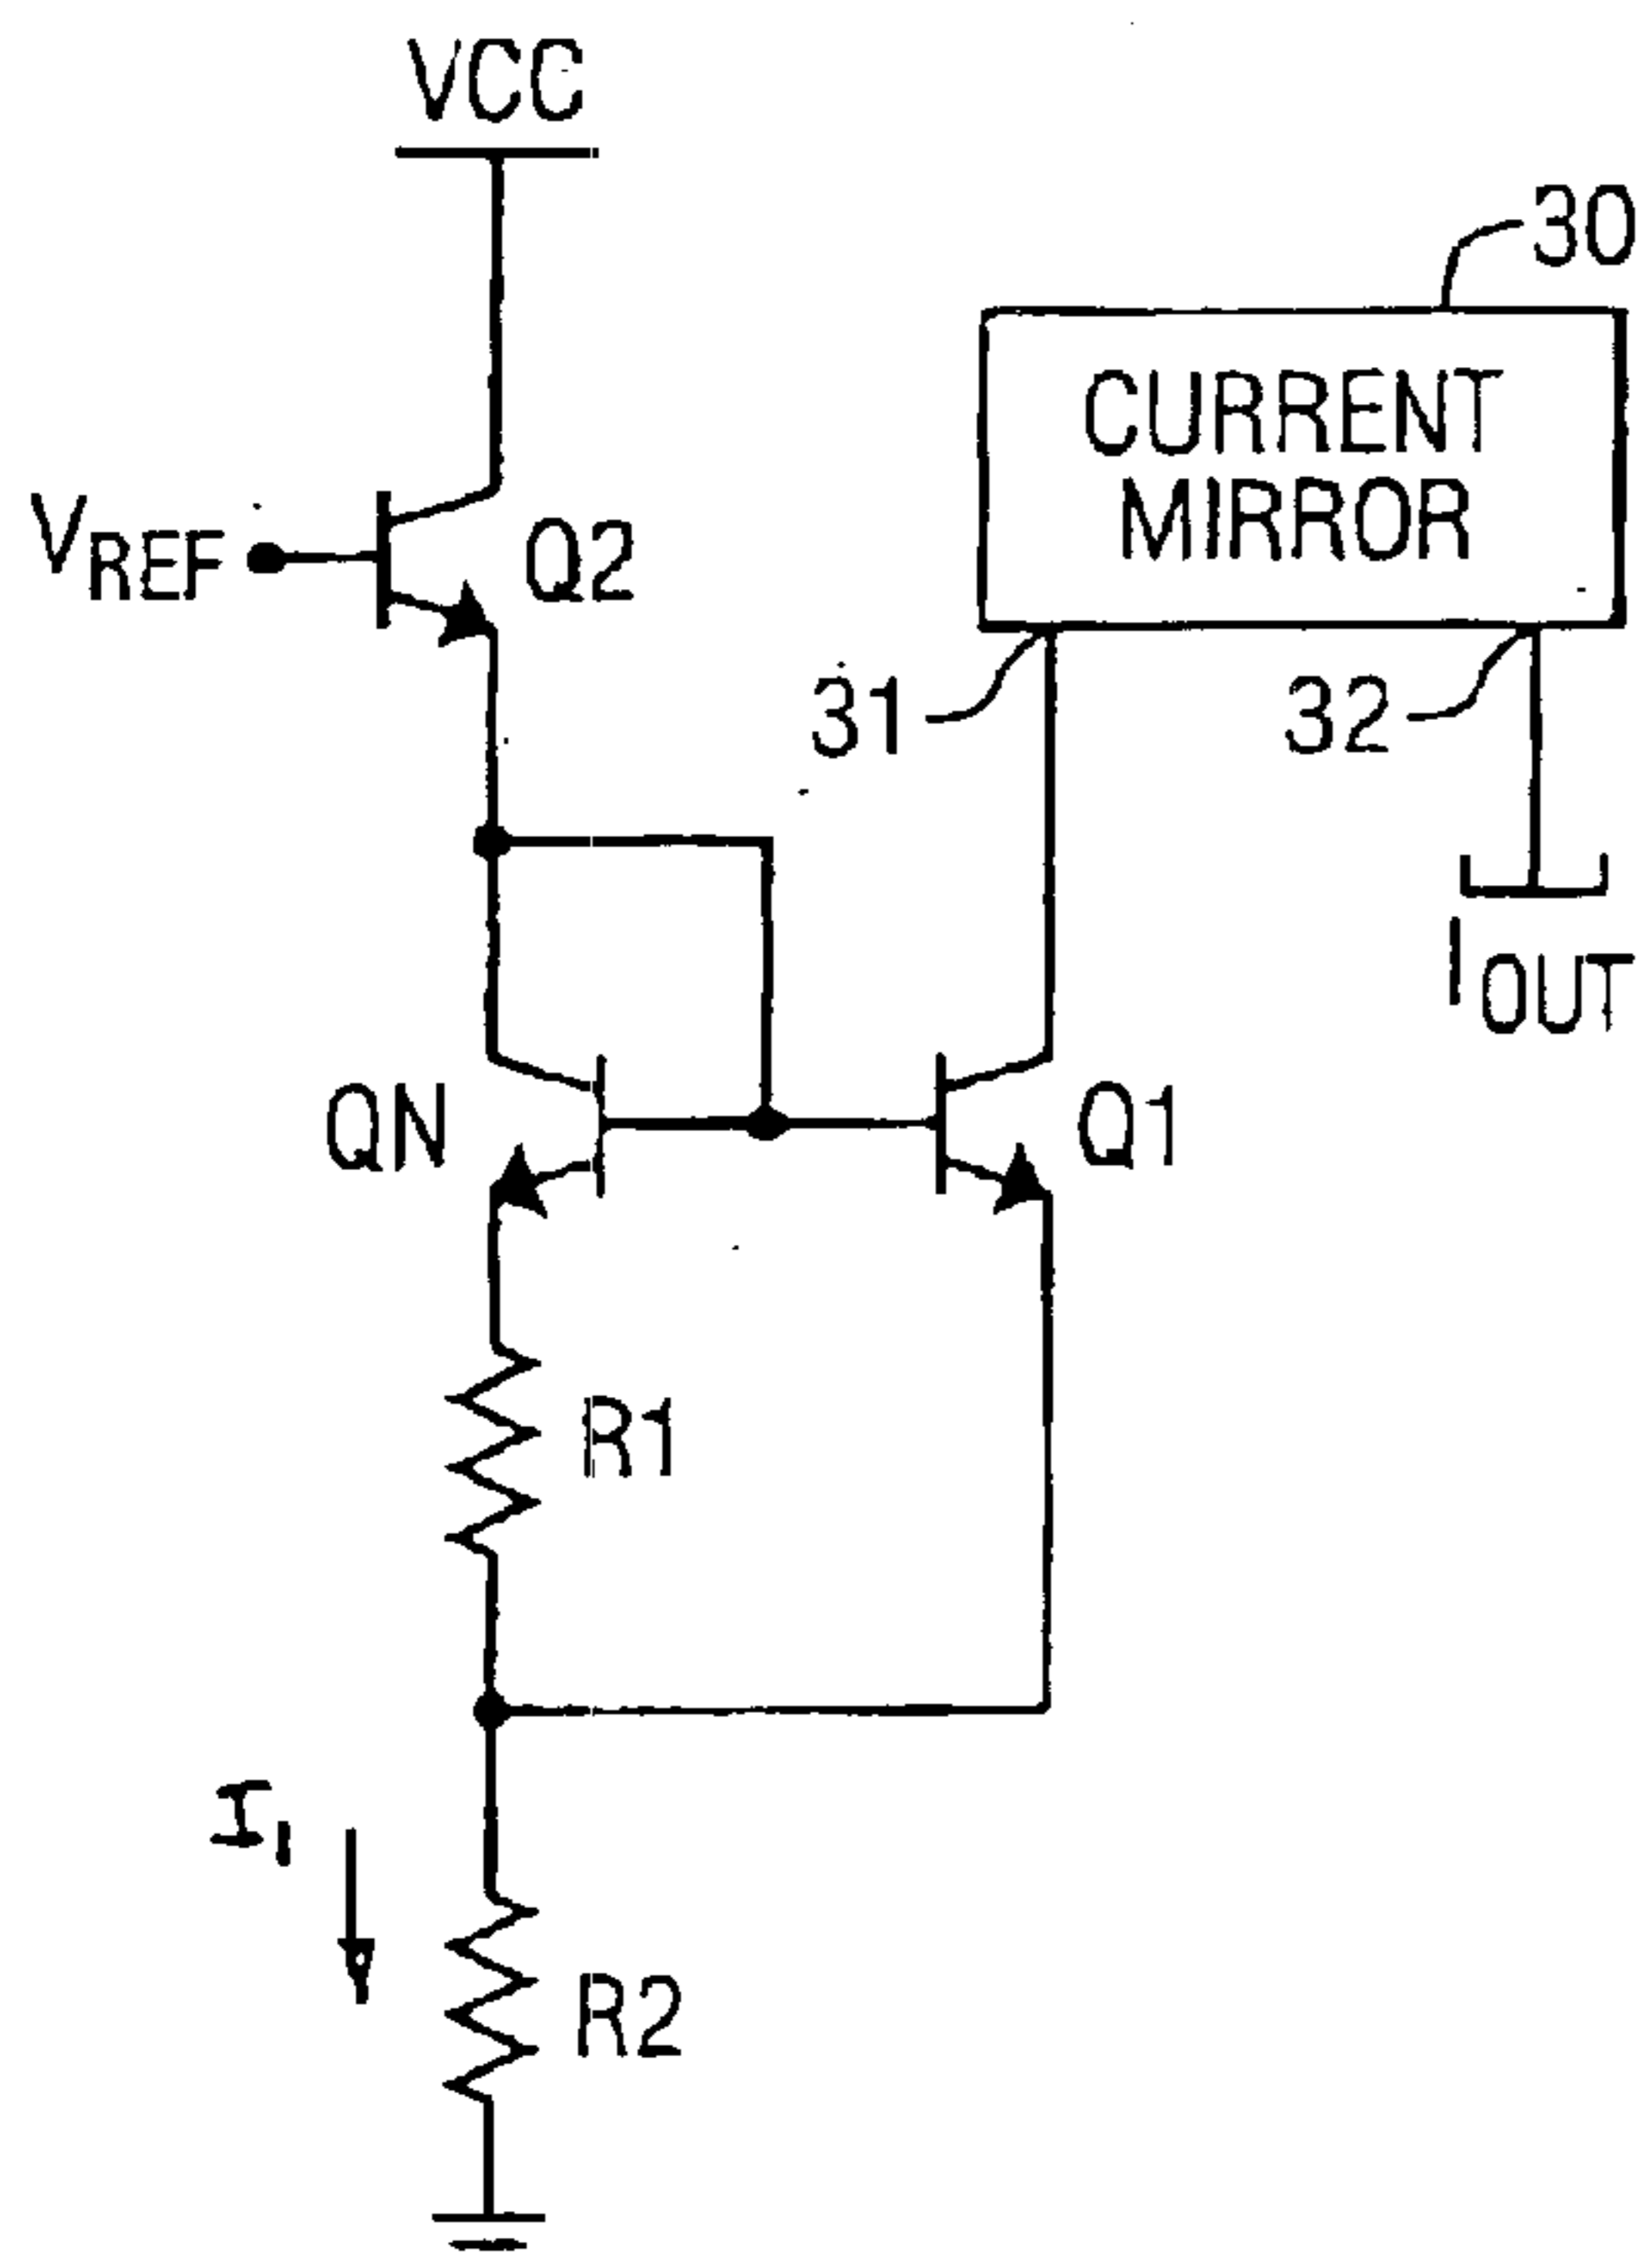 VCC
30
CURRENT
MIRROR
VREF
Q2
31
32
IOUT
QN
Q1
R1
I1
R2